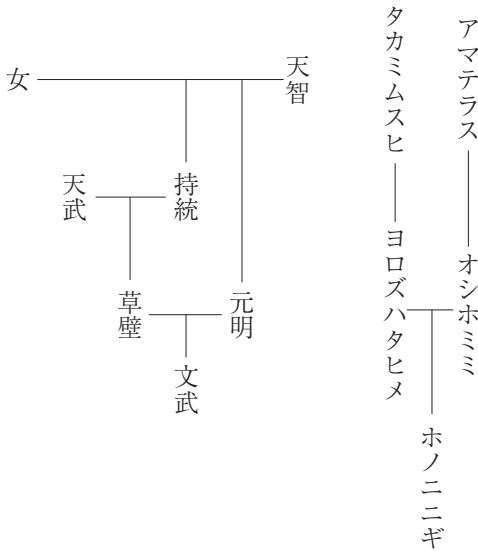 アマテラス
オシホミミ
タカミムスヒ
ヨロズハタヒメ
ホノニニギ
天智
女
持統
天武
元明
草壁
文武